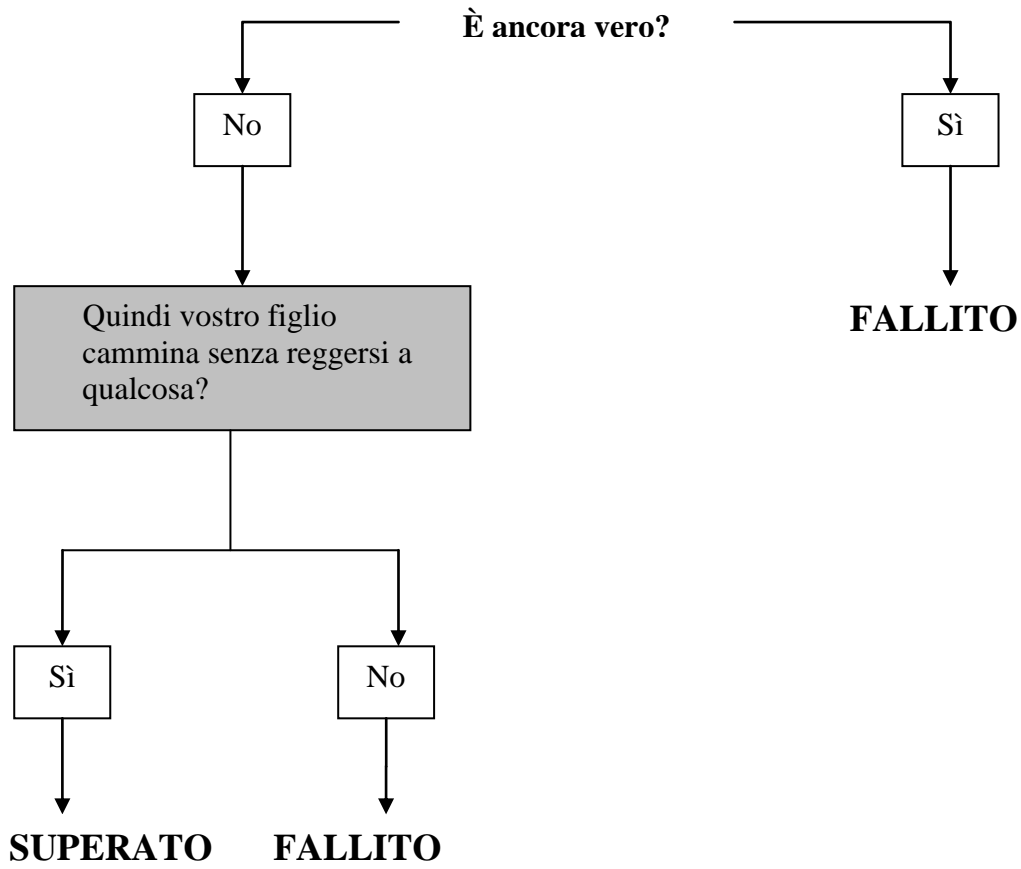 È ancora vero?
No
Sì
FALLITO
Quindi vostro figlio
cammina senza reggersi a
qualcosa?
Sì
No
SUPERATO
FALLITO